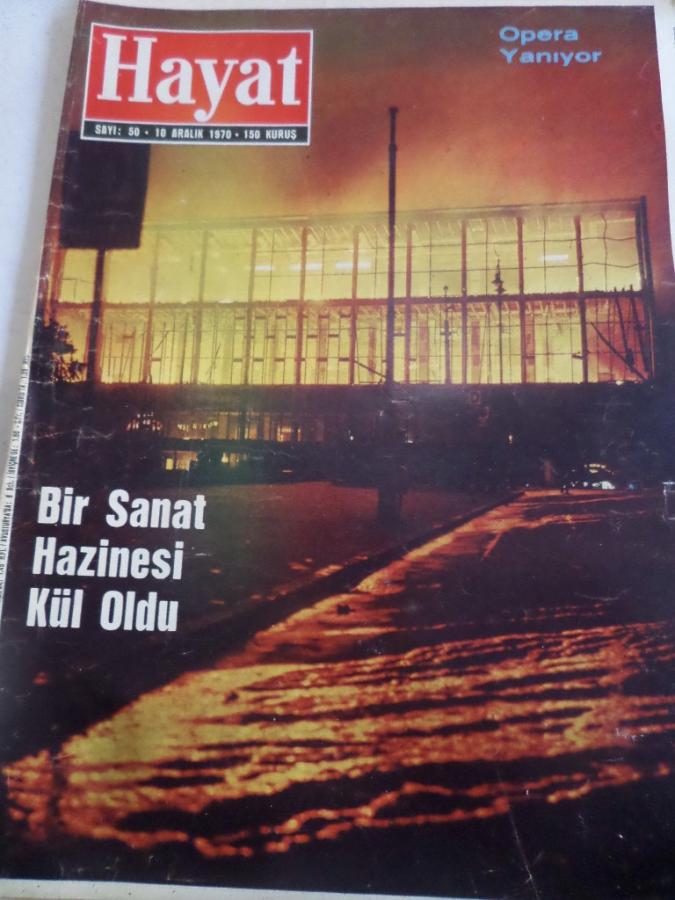 Hayat
SAYI: 50 • 10 ARALIK 1970 • 150 KURUŞ
Opera
Yanıyor
Bir Sanat
Hazinesi
Kül Oldu